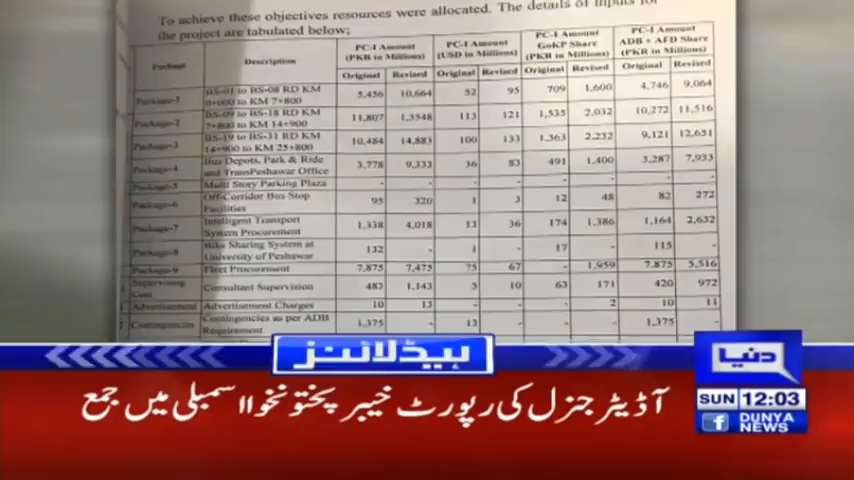 To achieve these objectives resources were allocated. The details of inputs for
the project are tabulated below;
Package Description PC-I Amount (PKR in Millions) PC-I Amount (USD in Millions) PC-I Amount GoKP Share (PKR in Millions) PC-I Amount ADB + AFD Share (PKR in Millions)
Original Revised Original Revised Original Revised Original Revised
Package-1 BS-01 to BS-08 RD KM 0+000 to KM 7+800 5,456 10,664 52 95 709 1,600 4,746 9,064
Package-2 BS-09 to BS-18 RD KM 7+800 to KM 14+900 11,807 1,3548 113 121 1,535 2,032 10,272 11,516
Package-3 BS-19 to BS-31 RD KM 14+900 to KM 25+800 10,484 14,883 100 133 1,363 2,232 9,121 12,651
Package-4 Bus Depots, Park & Ride and TransPeshawar Office 3,778 9,333 36 83 491 1,400 3,287 7,933
Package-5 Multi Story Parking Plaza - - - - - - - -
Package-6 Off-Corridor Bus Stop Facilities 95 320 1 3 12 48 82 272
Package-7 Intelligent Transport System Procurement 1,338 4,018 13 36 174 1,386 1,164 2,632
Package-8 Bike Sharing System at University of Peshawar 132 - 1 - 17 - 115 -
Package-9 Fleet Procurement 7,875 7,475 75 67 - 1,959 7,875 5,516
Supervising Cost Consultant Supervision 483 1,143 5 10 63 171 420 972
Advertisement Advertisement Charges 10 13 - - - 2 10 11
Contingencies Contingencies as per ADB Requirement 1,375 - 13 - - - 1,375 -
ہیڈلائنز
دنیا
آڈیٹر جنرل کی رپورٹ خیبر پختونخوا اسمبلی میں جمع
SUN 12:03
f DUNYA NEWS